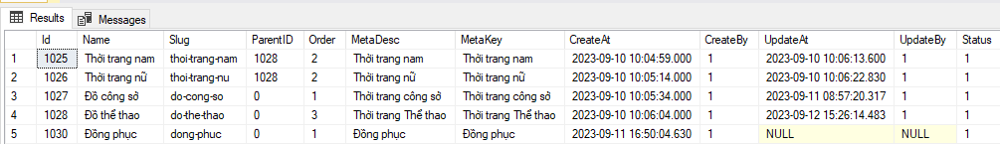 Results Messages
Id Name Slug ParentID Order MetaDesc MetaKey CreateAt CreateBy UpdateAt UpdateBy Status
1 1025 Thời trang nam thoi-trang-nam 1028 2 Thời trang nam Thời trang nam 2023-09-10 10:04:59.000 1 2023-09-10 10:06:13.600 1 1
2 1026 Thời trang nữ thoi-trang-nu 1028 2 Thời trang nữ Thời trang nữ 2023-09-10 10:05:14.000 1 2023-09-10 10:06:22.830 1 1
3 1027 Đồ công sở do-cong-so 0 1 Thời trang công sở Thời trang công sở 2023-09-10 10:05:34.000 1 2023-09-11 08:57:20.317 1 1
4 1028 Đồ thể thao do-the-thao 0 3 Thời trang Thể thao Thời trang Thể thao 2023-09-10 10:06:04.000 1 2023-09-12 15:26:14.483 1 1
5 1030 Đồng phục dong-phuc 0 1 Đồng phục Đồng phục 2023-09-11 16:50:04.630 1 NULL NULL 1